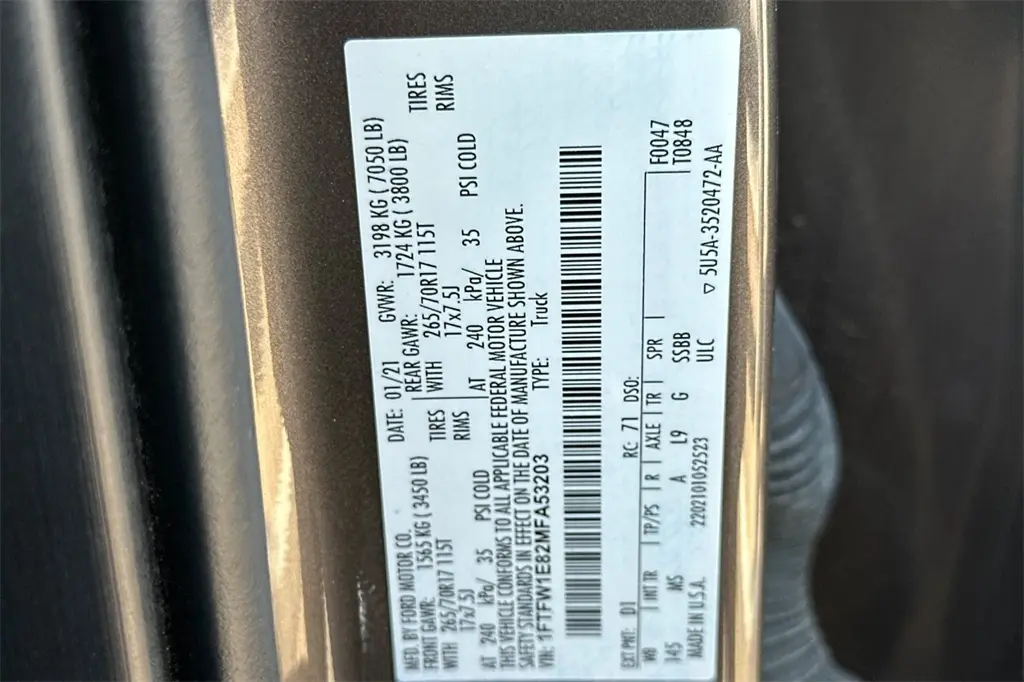 MFD. BY FORD MOTOR CO.
DATE: 01/21 GVWR: 3198 KG ( 7050 LB)
FRONT GAWR: 1565 KG ( 3450 LB) REAR GAWR: 1724 KG ( 3800 LB)
WITH 265/70R17 115T TIRES WITH 265/70R17 115T TIRES
17x7.5J RIMS 17x7.5J RIMS
AT 240 kPa/ 35 PSI COLD AT 240 kPa/ 35 PSI COLD
THIS VEHICLE CONFORMS TO ALL APPLICABLE FEDERAL MOTOR VEHICLE
SAFETY STANDARDS IN EFFECT ON THE DATE OF MANUFACTURE SHOWN ABOVE.
VIN: 1FTFW1E82MFA53203 TYPE: Truck
EXT PNT: D1 RC: 71 DSO:
WB INT TR TP/PS R AXLE TR SPR F0047
145 MS A L9 G SSBB T0848
MADE IN U.S.A. 2202101052523 ULC
▽ 5U5A-3520472-AA